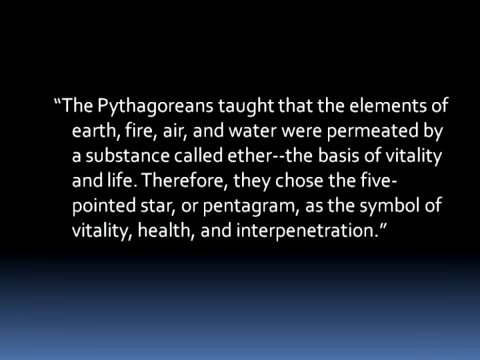 “The Pythagoreans taught that the elements of
earth, fire, air, and water were permeated by
a substance called ether--the basis of vitality
and life. Therefore, they chose the five-
pointed star, or pentagram, as the symbol of
vitality, health, and interpenetration.”